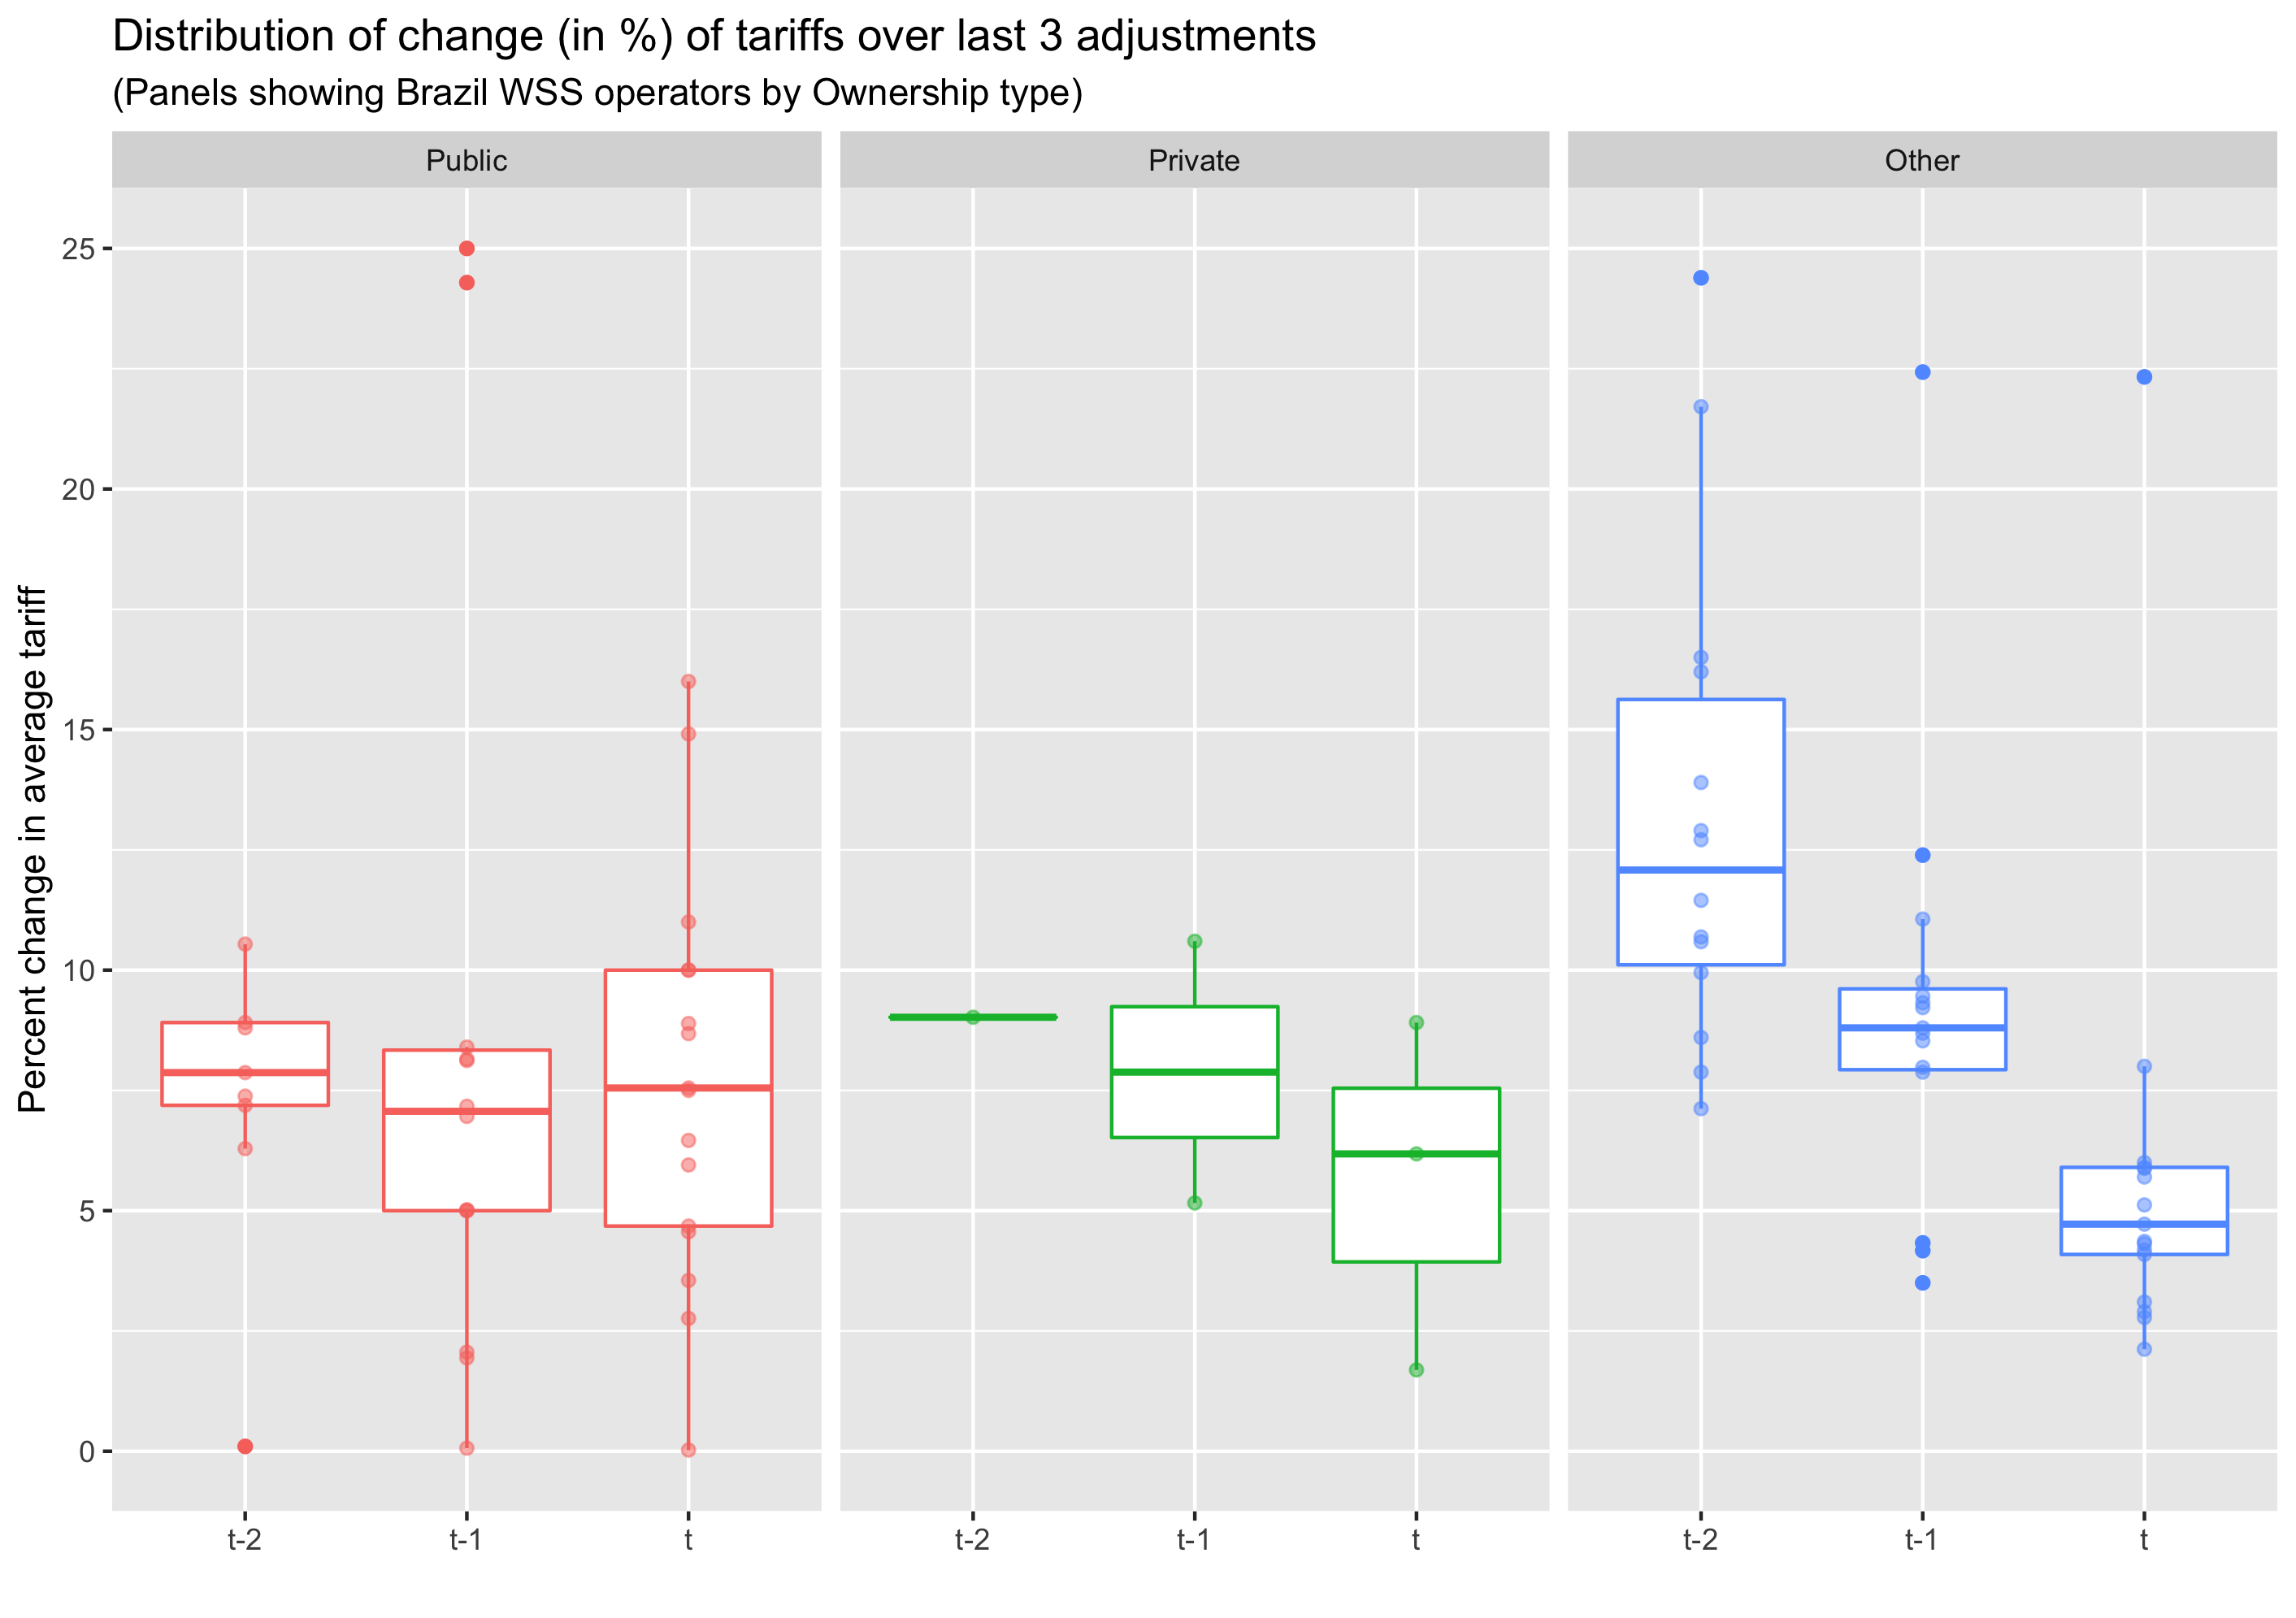 Distribution of change (in %) of tariffs over last 3 adjustments
(Panels showing Brazil WSS operators by Ownership type)
Public
Private
Other
Percent change in average tariff
25
20
15
10
5
0
t-2
t-1
t
t-2
t-1
t
t-2
t-1
t